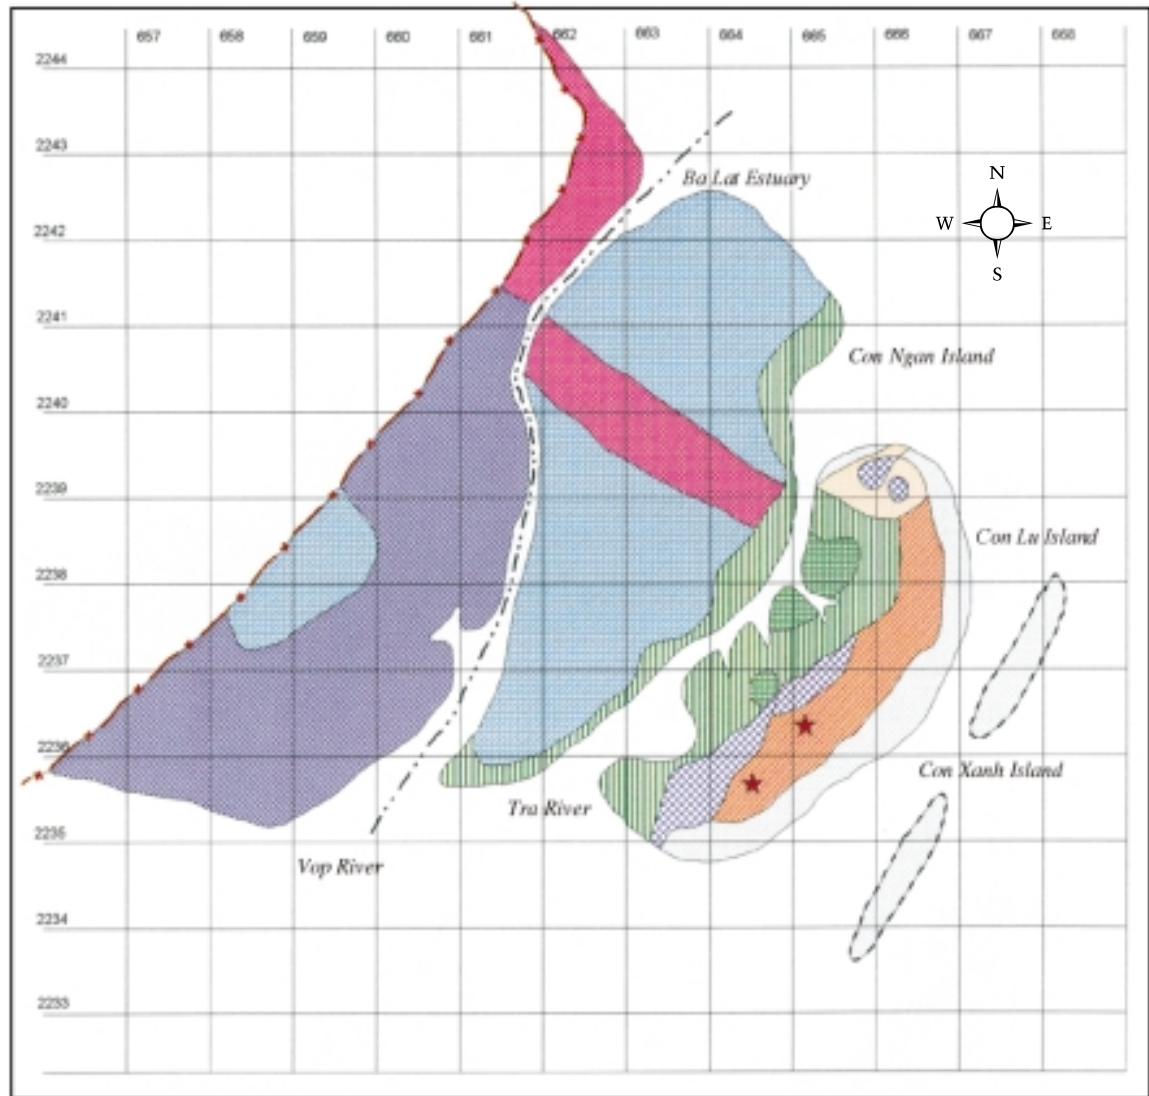 657 658 659 660 661 662 663 664 665 666 667 668
2244
2243
Ba Lat Estuary
N
W E
S
2242
2241
Con Ngan Island
2240
2239
Con Lu Island
2238
2237
2236
Con Xanh Island
Tra River
2235
Vop River
2234
2233